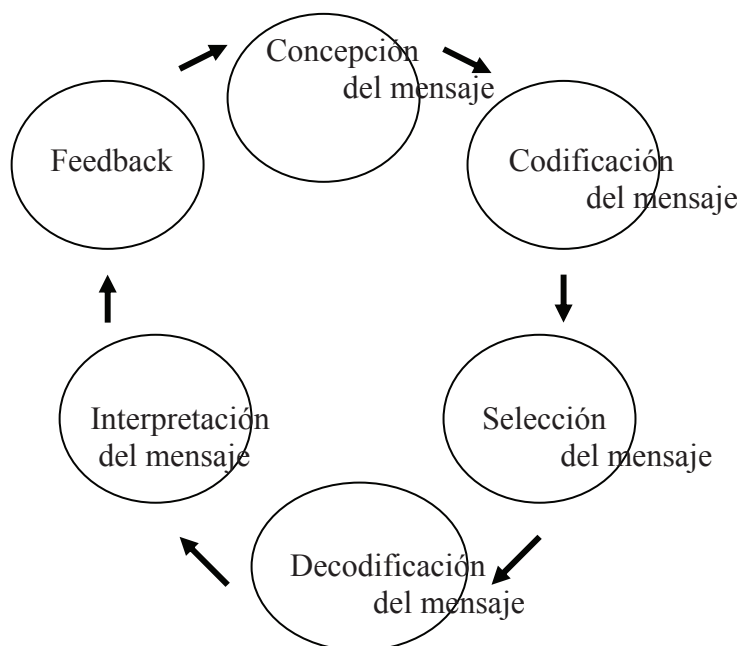 Concepción
del mensaje
Codificación
del mensaje
Selección
del mensaje
Decodificación
del mensaje
Interpretación
del mensaje
Feedback